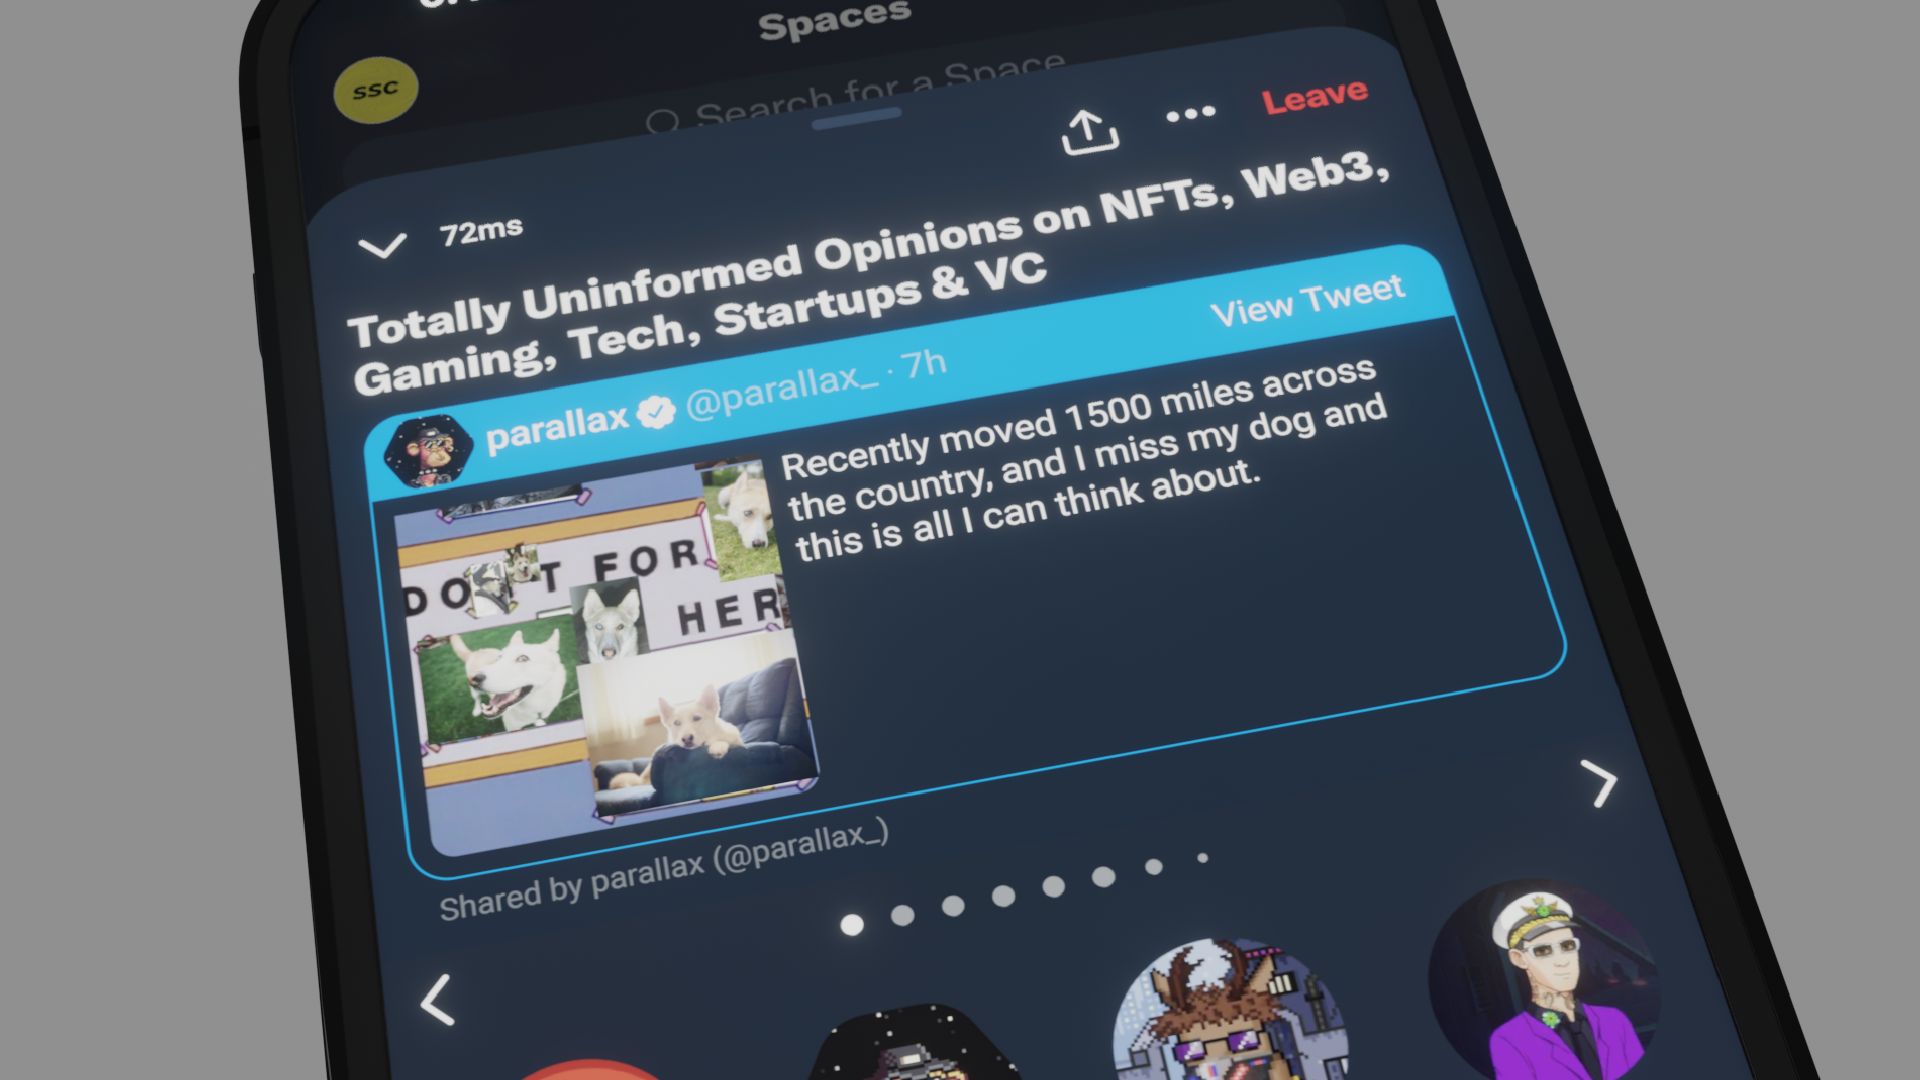 Spaces
SSC
Search for a Space
Leave
72ms
Totally Uninformed Opinions on NFTs, Web3,
Gaming, Tech, Startups & VC
View Tweet
parallax @parallax_ · 7h
Recently moved 1500 miles across
the country, and I miss my dog and
this is all I can think about.
DO T FOR
HER
Shared by parallax (@parallax_)